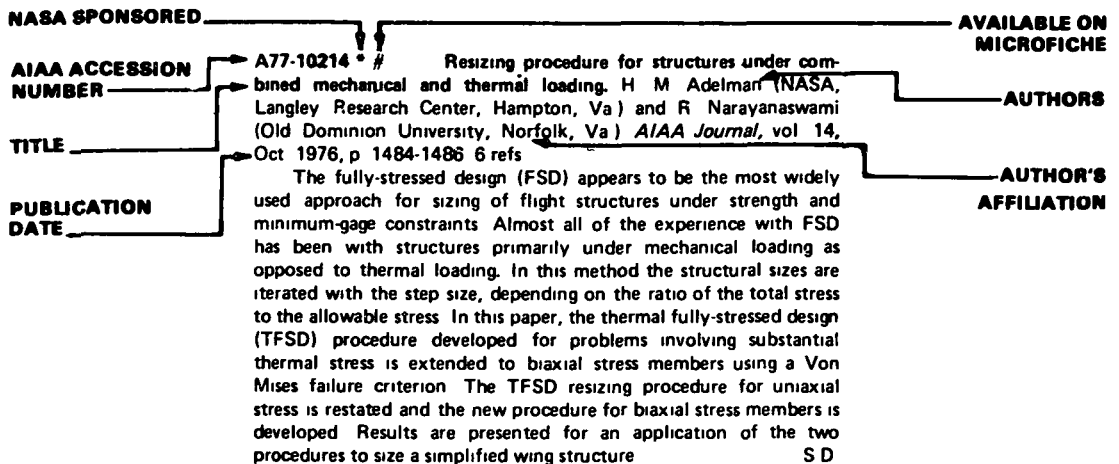 NASA SPONSORED
AVAILABLE ON
MICROFICHE
AIAA ACCESSION
NUMBER
TITLE
PUBLICATION
DATE
AUTHORS
AUTHOR'S
AFFILIATION
A77-10214 * # Resizing procedure for structures under com-
bined mechanical and thermal loading. H M Adelman (NASA,
Langley Research Center, Hampton, Va ) and R Narayanaswami
(Old Dominion University, Norfolk, Va ) AIAA Journal, vol 14,
Oct 1976, p 1484-1486 6 refs
The fully-stressed design (FSD) appears to be the most widely
used approach for sizing of flight structures under strength and
minimum-gage constraints Almost all of the experience with FSD
has been with structures primarily under mechanical loading as
opposed to thermal loading. In this method the structural sizes are
iterated with the step size, depending on the ratio of the total stress
to the allowable stress In this paper, the thermal fully-stressed design
(TFSD) procedure developed for problems involving substantial
thermal stress is extended to biaxial stress members using a Von
Mises failure criterion The TFSD resizing procedure for uniaxial
stress is restated and the new procedure for biaxial stress members is
developed Results are presented for an application of the two
procedures to size a simplified wing structure S D